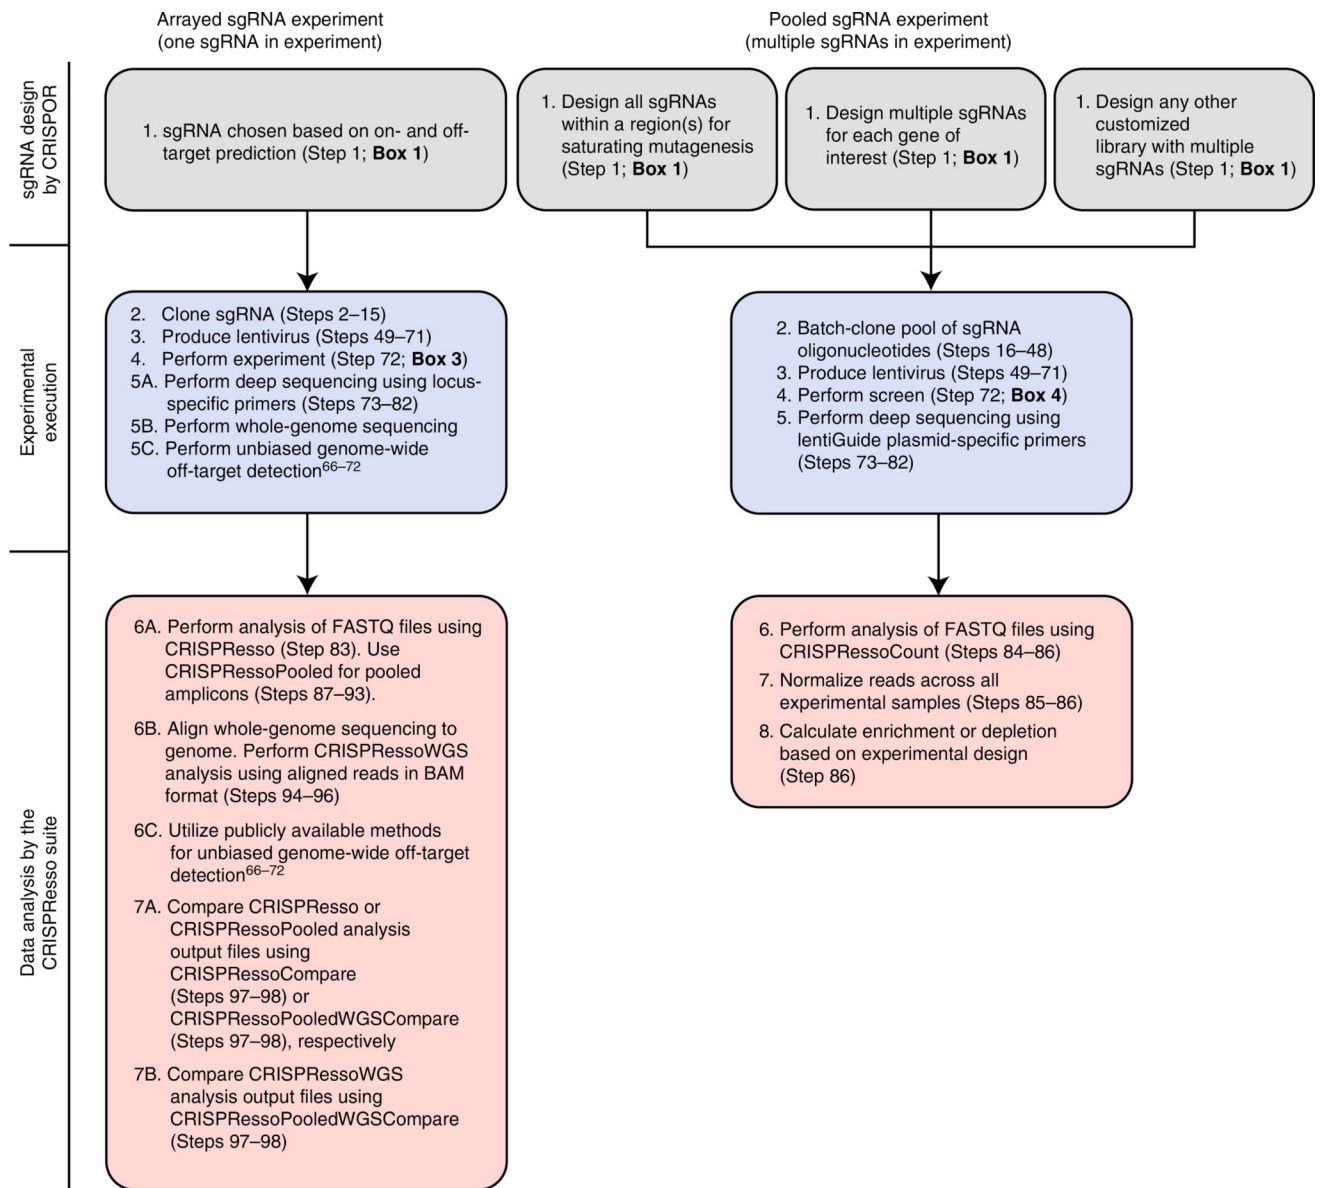 Arrayed sgRNA experiment
(one sgRNA in experiment)
Pooled sgRNA experiment
(multiple sgRNAs in experiment)
sgRNA design
by CRISPOR
1. sgRNA chosen based on on- and off-
target prediction (Step 1; Box 1)
1. Design all sgRNAs
within a region(s) for
saturating mutagenesis
(Step 1; Box 1)
1. Design multiple sgRNAs
for each gene of
interest (Step 1; Box 1)
1. Design any other
customized
library with multiple
sgRNAs (Step 1; Box 1)
Experimental
execution
2. Clone sgRNA (Steps 2–15)
3. Produce lentivirus (Steps 49–71)
4. Perform experiment (Step 72; Box 3)
5A. Perform deep sequencing using locus-
specific primers (Steps 73–82)
5B. Perform whole-genome sequencing
5C. Perform unbiased genome-wide
off-target detection66–72
2. Batch-clone pool of sgRNA
oligonucleotides (Steps 16–48)
3. Produce lentivirus (Steps 49–71)
4. Perform screen (Step 72; Box 4)
5. Perform deep sequencing using
lentiGuide plasmid-specific primers
(Steps 73–82)
Data analysis by the
CRISPResso suite
6A. Perform analysis of FASTQ files using
CRISPResso (Step 83). Use
CRISPRessoPooled for pooled
amplicons (Steps 87–93).
6B. Align whole-genome sequencing to
genome. Perform CRISPRessoWGS
analysis using aligned reads in BAM
format (Steps 94–96)
6C. Utilize publicly available methods
for unbiased genome-wide off-target
detection66–72
7A. Compare CRISPResso or
CRISPRessoPooled analysis
output files using
CRISPRessoCompare
(Steps 97–98) or
CRISPRessoPooledWGSCompare
(Steps 97–98), respectively
7B. Compare CRISPRessoWGS
analysis output files using
CRISPRessoPooledWGSCompare
(Steps 97–98)
6. Perform analysis of FASTQ files using
CRISPRessoCount (Steps 84–86)
7. Normalize reads across all
experimental samples (Steps 85–86)
8. Calculate enrichment or depletion
based on experimental design
(Step 86)